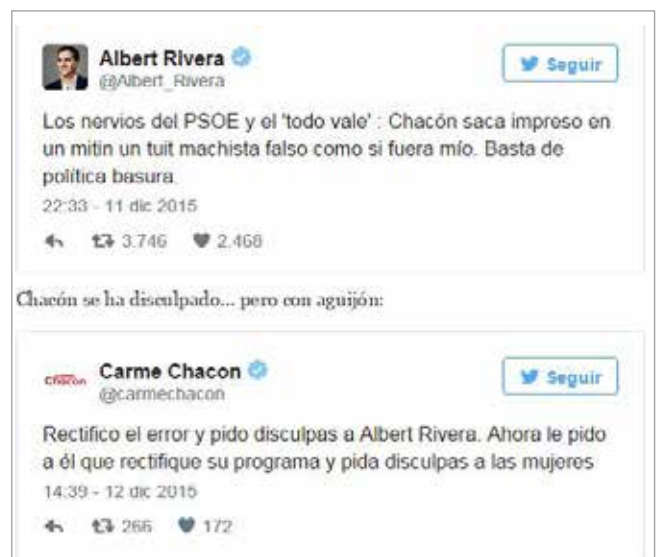 Albert Rivera
@Albert_Rivera
Seguir
Los nervios del PSOE y el 'todo vale' : Chacón saca impreso en
un mitin un tuit machista falso como si fuera mío. Basta de
política basura.
22:33 - 11 dic 2015
3.746 2.468
Chacón se ha disculpado... pero con aguijón:
Chacon
Carme Chacon
@carmechacon
Seguir
Rectifico el error y pido disculpas a Albert Rivera. Ahora le pido
a él que rectifique su programa y pida disculpas a las mujeres
14:39 - 12 dic 2015
266 172